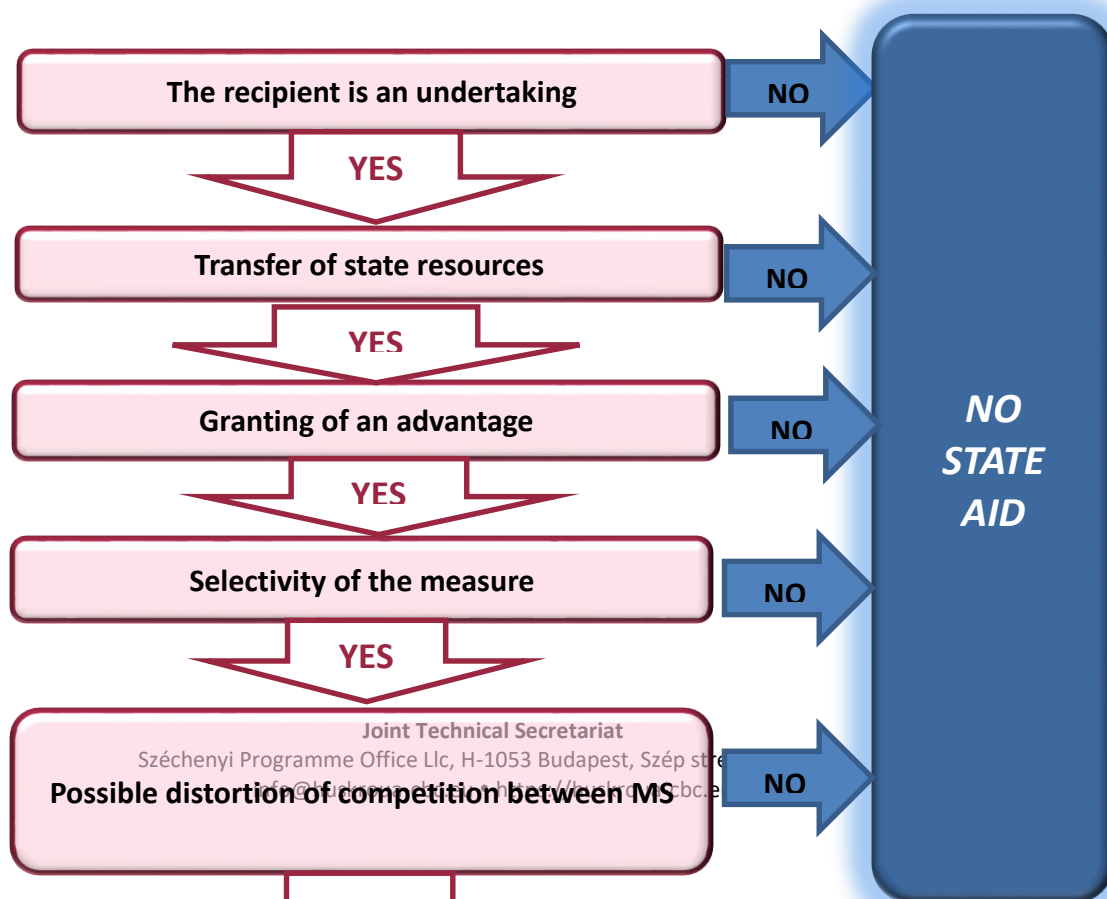 The recipient is an undertaking
NO
YES
Transfer of state resources
NO
YES
Granting of an advantage
NO
YES
Selectivity of the measure
NO
YES
NO
STATE
AID
Joint Technical Secretariat
Széchenyi Programme Office Llc, H-1053 Budapest, Szép
Possible distortion of competition between MS
NO